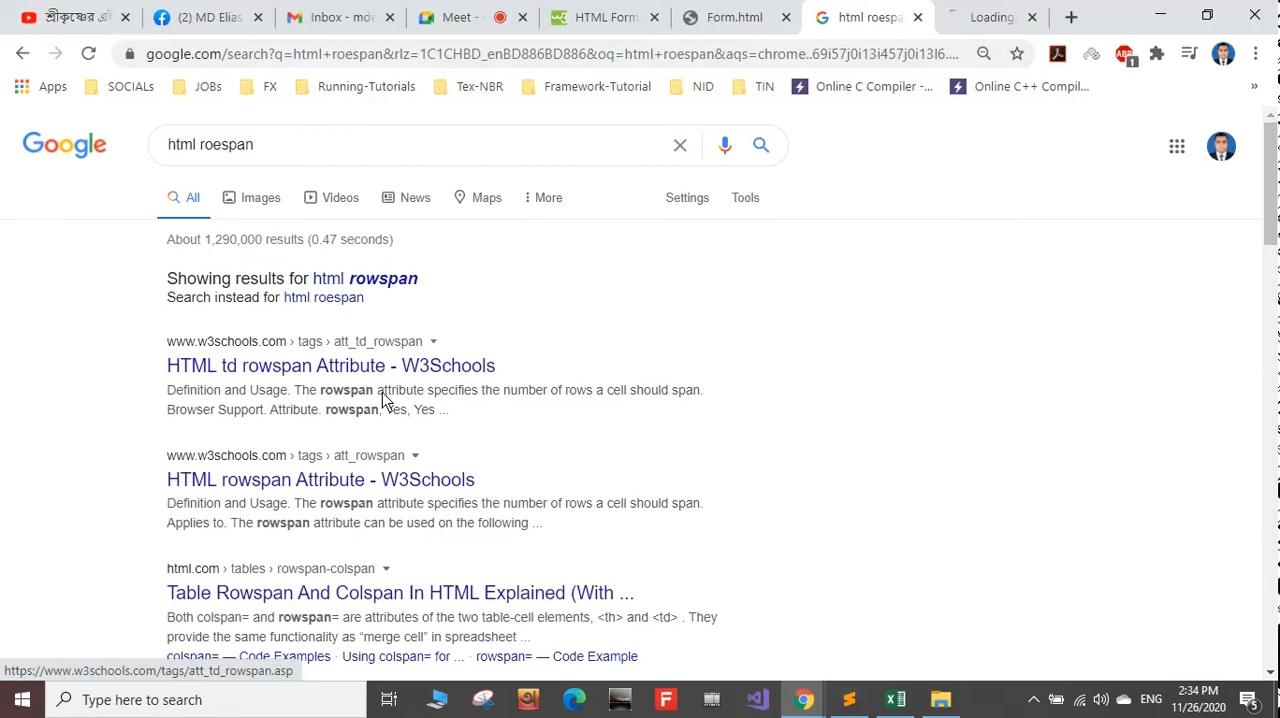 শ্রীকৃষ্ণের এ
(2) MD Elias
Inbox - mde
Meet -
HTML Form
Form.html
html roespa
Loading
google.com/search?q=html+roespan&rlz=1C1CHBD_enBD886BD886&oq=html+roespan&aqs=chrome..69i57j0i13i457j0i13l6....
ABP
1
Apps
SOCIALs
JOBs
FX
Running-Tutorials
Tex-NBR
Framework-Tutorial
NID
TIN
Online C Compiler -...
Online C++ Compil...
»
Google
html roespan
All
Images
Videos
News
Maps
More
Settings
Tools
About 1,290,000 results (0.47 seconds)
Showing results for html rowspan
Search instead for html roespan
www.w3schools.com › tags › att_td_rowspan
HTML td rowspan Attribute - W3Schools
Definition and Usage. The rowspan attribute specifies the number of rows a cell should span.
Browser Support. Attribute. rowspan, Yes, Yes ...
www.w3schools.com › tags › att_rowspan
HTML rowspan Attribute - W3Schools
Definition and Usage. The rowspan attribute specifies the number of rows a cell should span.
Applies to. The rowspan attribute can be used on the following ...
html.com › tables › rowspan-colspan
Table Rowspan And Colspan In HTML Explained (With ...
Both colspan= and rowspan= are attributes of the two table-cell elements, <th> and <td> . They
provide the same functionality as “merge cell” in spreadsheet ...
colspan= — Code Examples · Using colspan= for ... · rowspan= — Code Example
https://www.w3schools.com/tags/att_td_rowspan.asp
Type here to search
ENG
2:34 PM
11/26/2020
5